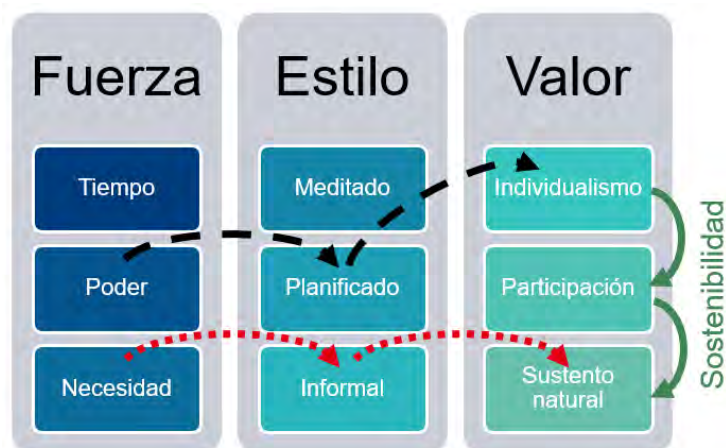 Fuerza
Estilo
Valor
Tiempo
Meditado
Individualismo
Poder
Planificado
Participación
Necesidad
Informal
Sustento
natural
Sostenibilidad